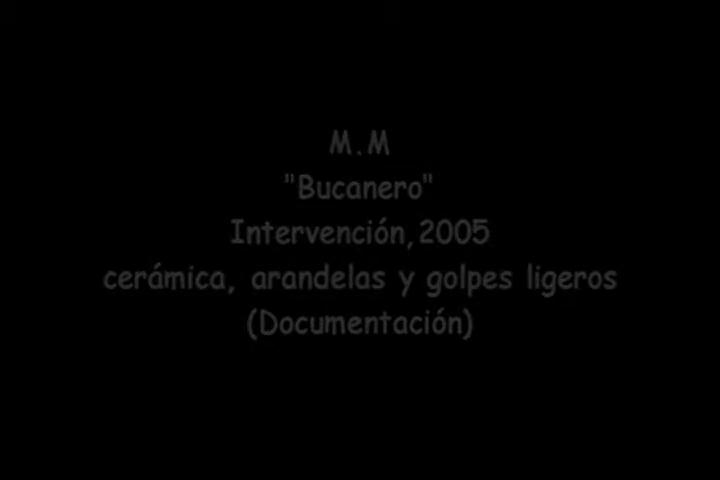 M.M
"Bucanero"
Intervención, 2005
cerámica, arandelas y golpes ligeros
(Documentación)